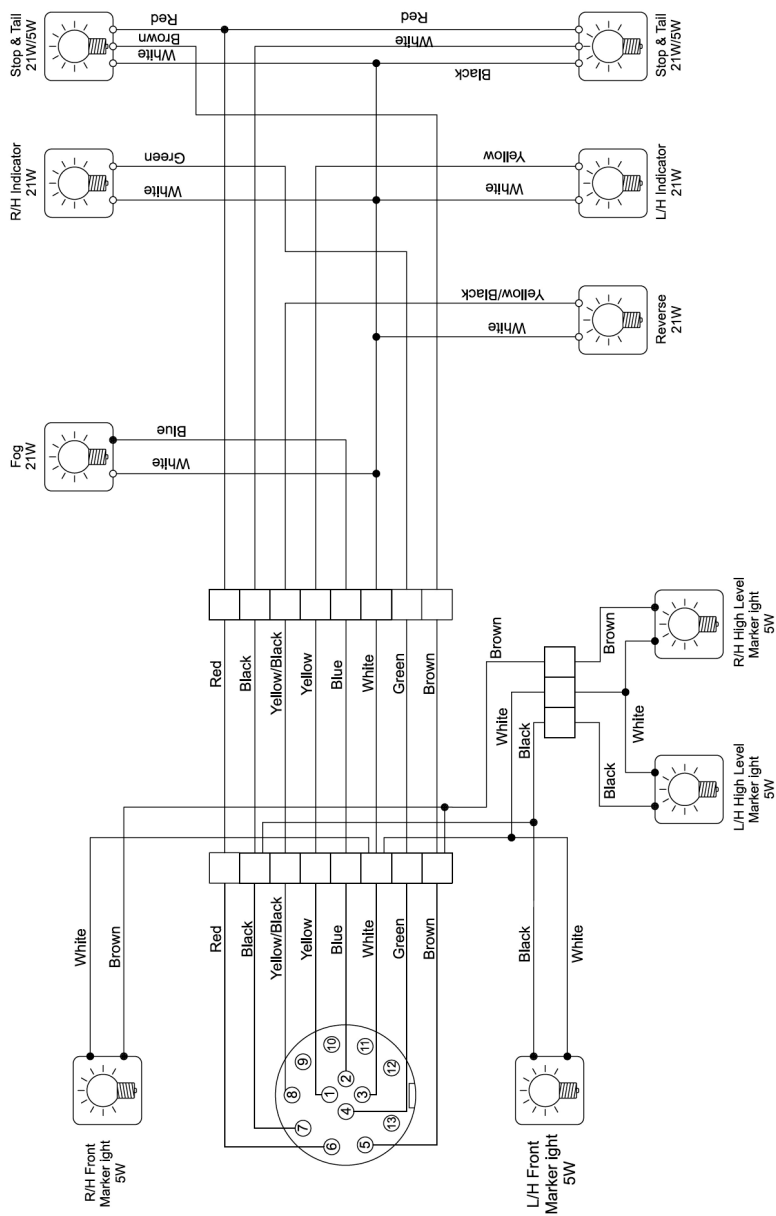 Stop & Tail
21W/5W
Red
Brown
White
Red
White
Black
Stop & Tail
21W/5W
R/H Indicator
21W
Green
White
Yellow
White
L/H Indicator
21W
Yellow/Black
White
Reverse
21W
Fog
21W
Blue
White
Red
Black
Yellow/Black
Yellow
Blue
White
Green
Brown
Brown
White
Black
Brown
White
Black
R/H High Level
Marker ight
5W
L/H High Level
Marker ight
5W
White
Brown
Red
Black
Yellow/Black
Yellow
Blue
White
Green
Brown
Black
White
1
2
3
4
5
6
7
8
9
10
11
12
13
R/H Front
Marker ight
5W
L/H Front
Marker ight
5W